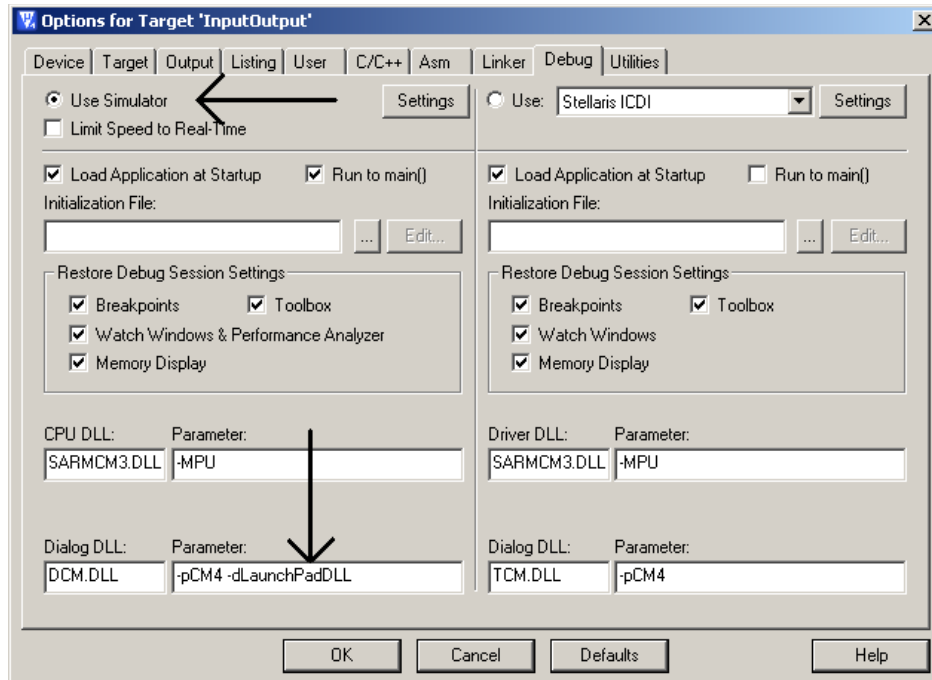 Options for Target 'InputOutput'
Device Target Output Listing User C/C++ Asm Linker Debug Utilities
Use Simulator Settings Use: Stellaris ICDI Settings
Limit Speed to Real-Time
Load Application at Startup Run to main() Load Application at Startup Run to main()
Initialization File: Initialization File:
... Edit... ... Edit...
Restore Debug Session Settings Restore Debug Session Settings
Breakpoints Toolbox Breakpoints Toolbox
Watch Windows & Performance Analyzer Watch Windows
Memory Display Memory Display
CPU DLL: Parameter: Driver DLL: Parameter:
SARMCM3.DLL -MPU SARMCM3.DLL -MPU
Dialog DLL: Parameter: Dialog DLL: Parameter:
DCM.DLL -pCM4 -dLaunchPadDLL TCM.DLL -pCM4
OK Cancel Defaults Help